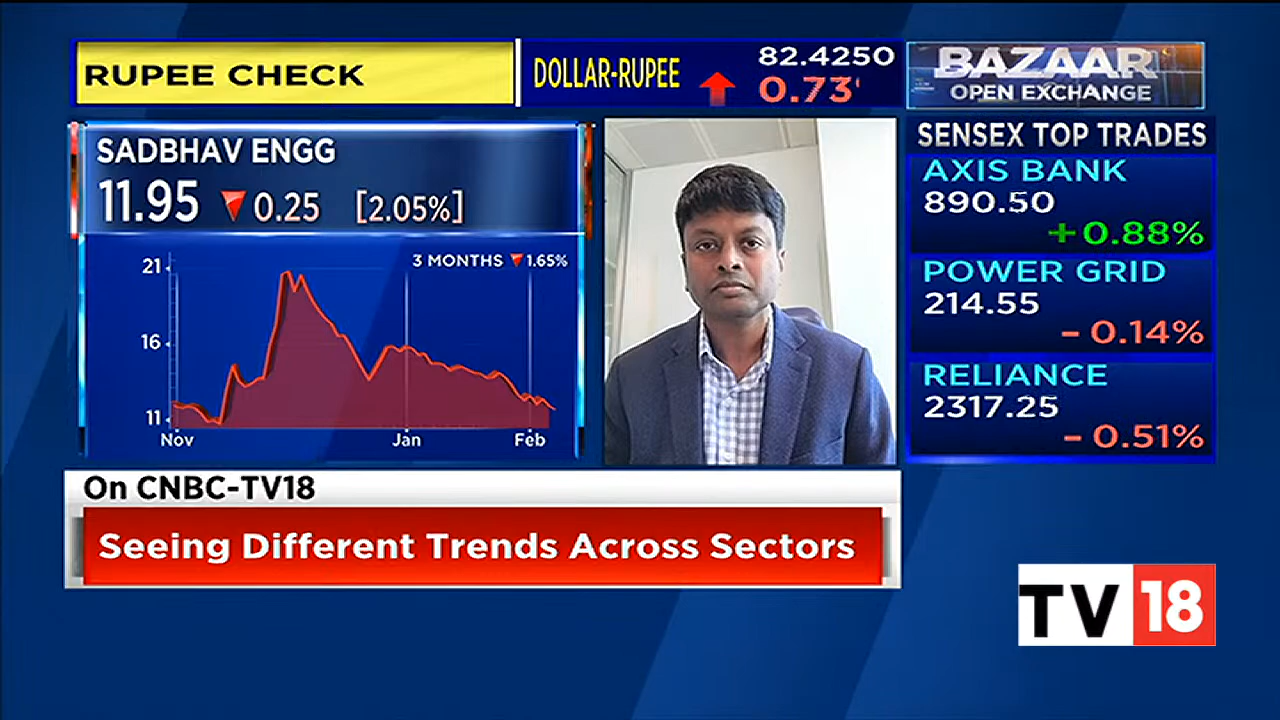 RUPEE CHECK
DOLLAR-RUPEE
82.4250
0.73
BAZAAR
OPEN EXCHANGE
SADBHAV ENGG
11.95 0.25 [2.05%]
3 MONTHS 1.65%
21
16
11
Nov Jan Feb
SENSEX TOP TRADES
AXIS BANK
890.50
+0.88%
POWER GRID
214.55
- 0.14%
RELIANCE
2317.25
- 0.51%
On CNBC-TV18
Seeing Different Trends Across Sectors
TV18